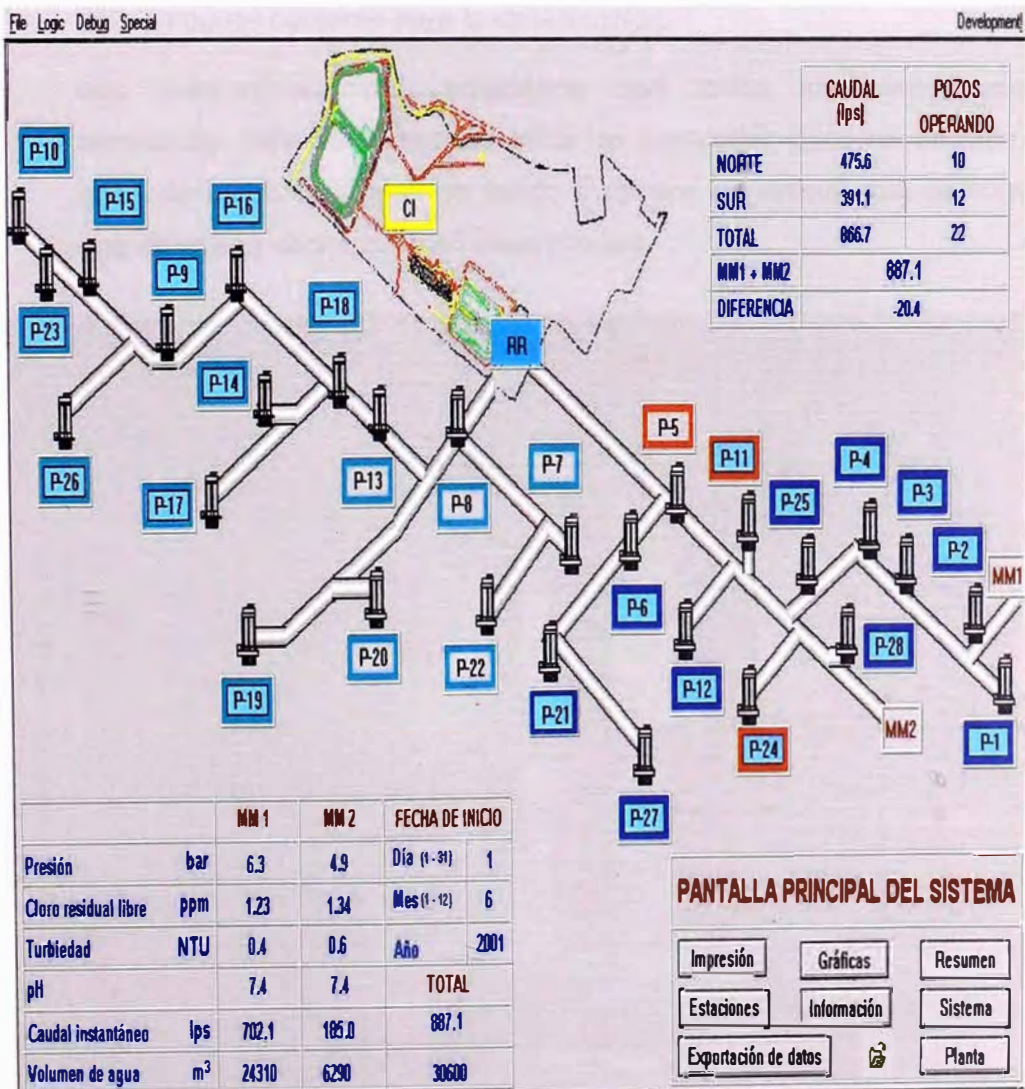 File Logic Debug Special Development
CAUDAL (lps) POZOS OPERANDO
NORTE 475.6 10
SUR 391.1 12
TOTAL 866.7 22
MM1 + MM2 887.1
DIFERENCIA -20.4
P-10
P-15
P-16
CI
P-23
P-9
P-18
RR
P-14
P-26
P-17
P-13
P-8
P-7
P-5
P-11
P-25
P-4
P-3
P-2
MM1
P-6
P-28
P-19
P-20
P-22
P-21
P-12
P-24
MM2
P-1
P-27
MM 1 MM 2 FECHA DE INICIO
Presión bar 6.3 4.9 Día (1 - 31) 1
Cloro residual libre ppm 1.23 1.34 Mes (1 - 12) 6
Turbiedad NTU 0.4 0.6 Año 2001
pH 7.4 7.4 TOTAL
Caudal instantáneo lps 702.1 185.0 887.1
Volumen de agua m³ 24310 6290 30600
PANTALLA PRINCIPAL DEL SISTEMA
Impresión Gráficas Resumen
Estaciones Información Sistema
Exportación de datos Planta